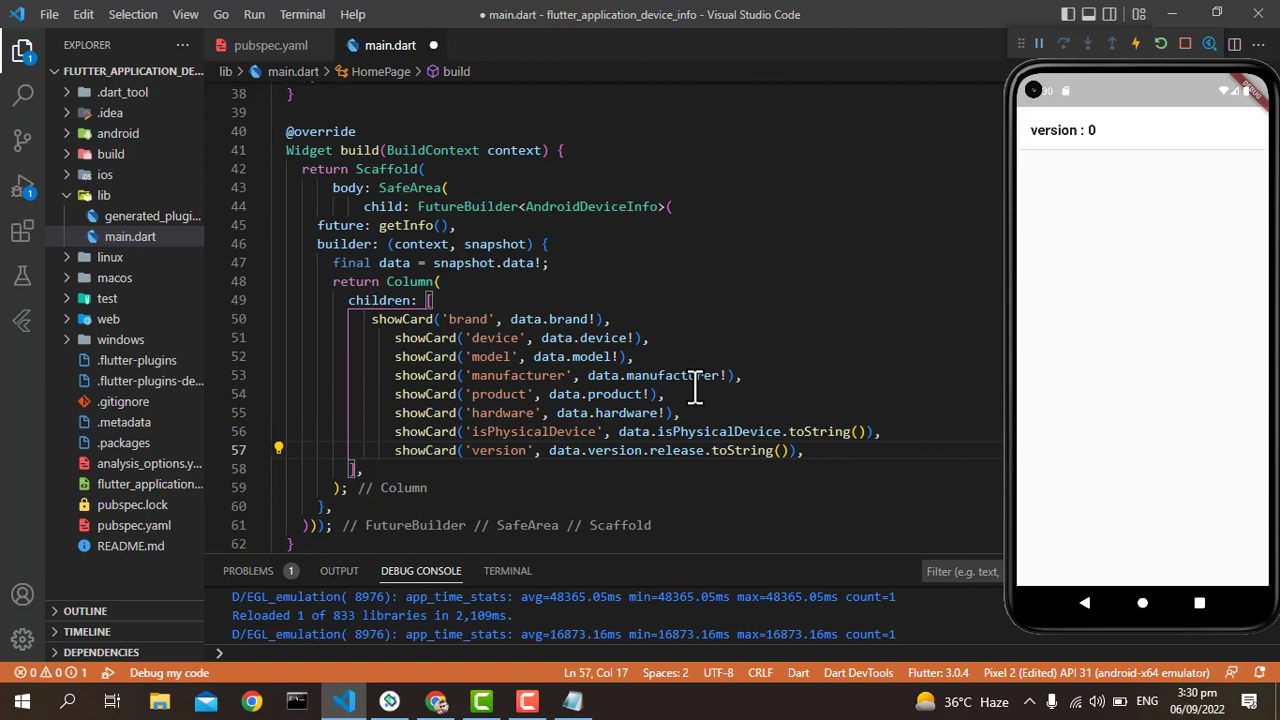 File Edit Selection View Go Run Terminal Help
● main.dart - flutter_application_device_info - Visual Studio Code
EXPLORER
FLUTTER_APPLICATION_DE...
.dart_tool
.idea
android
build
ios
lib
generated_plugi...
main.dart
linux
macos
test
web
windows
.flutter-plugins
.flutter-plugins-de...
.gitignore
.metadata
.packages
analysis_options.y...
flutter_application...
pubspec.lock
pubspec.yaml
README.md
OUTLINE
TIMELINE
DEPENDENCIES
pubspec.yaml main.dart ●
lib > main.dart > HomePage > build
38 }
39
40 @override
41 Widget build(BuildContext context) {
42 return Scaffold(
43 body: SafeArea(
44 child: FutureBuilder<AndroidDeviceInfo>(
45 future: getInfo(),
46 builder: (context, snapshot) {
47 final data = snapshot.data!;
48 return Column(
49 children: [
50 showCard('brand', data.brand!),
51 showCard('device', data.device!),
52 showCard('model', data.model!),
53 showCard('manufacturer', data.manufacturer!),
54 showCard('product', data.product!),
55 showCard('hardware', data.hardware!),
56 showCard('isPhysicalDevice', data.isPhysicalDevice.toString()),
57 showCard('version', data.version.release.toString()),
58 ],
59 ); // Column
60 },
61 ))); // FutureBuilder // SafeArea // Scaffold
62 }
PROBLEMS 1 OUTPUT DEBUG CONSOLE TERMINAL
Filter (e.g. text,
D/EGL_emulation( 8976): app_time_stats: avg=48365.05ms min=48365.05ms max=48365.05ms count=1
Reloaded 1 of 833 libraries in 2,109ms.
D/EGL_emulation( 8976): app_time_stats: avg=16873.16ms min=16873.16ms max=16873.16ms count=1
>
:30
DEBUG
version : 0
1
1
0 0 1 Debug my code
Ln 57, Col 17 Spaces: 2 UTF-8 CRLF Dart Dart DevTools Flutter: 3.0.4 Pixel 2 (Edited) API 31 (android-x64 emulator)
36°C Haze
ENG
3:30 pm
06/09/2022